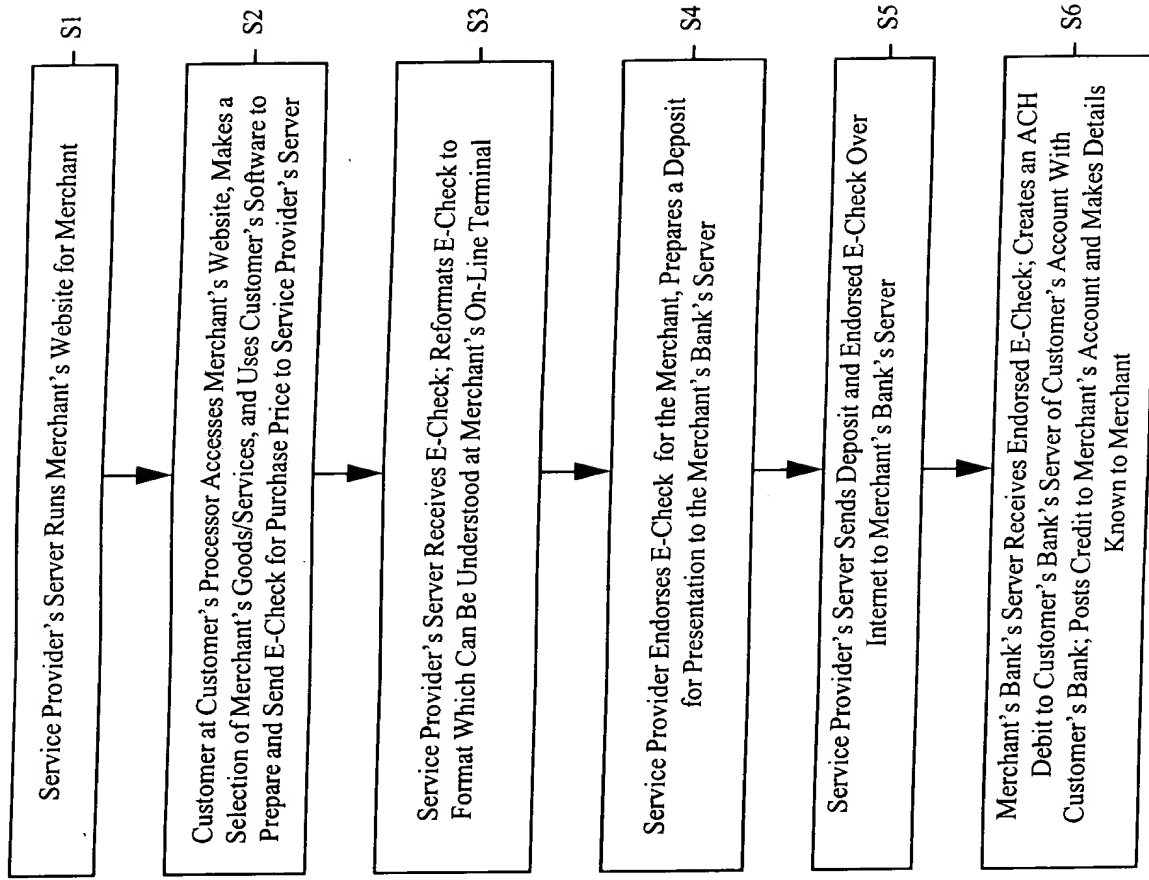 Service Provider's Server Runs Merchant's Website for Merchant
S1
Customer at Customer's Processor Accesses Merchant's Website, Makes a
Selection of Merchant's Goods/Services, and Uses Customer's Software to
Prepare and Send E-Check for Purchase Price to Service Provider's Server
S2
Service Provider's Server Receives E-Check; Reformats E-Check to
Format Which Can Be Understood at Merchant's On-Line Terminal
S3
Service Provider Endorses E-Check for the Merchant, Prepares a Deposit
for Presentation to the Merchant's Bank's Server
S4
Service Provider's Server Sends Deposit and Endorsed E-Check Over
Internet to Merchant's Bank's Server
S5
Merchant's Bank's Server Receives Endorsed E-Check; Creates an ACH
Debit to Customer's Bank's Server of Customer's Account With
Customer's Bank; Posts Credit to Merchant's Account and Makes Details
Known to Merchant
S6